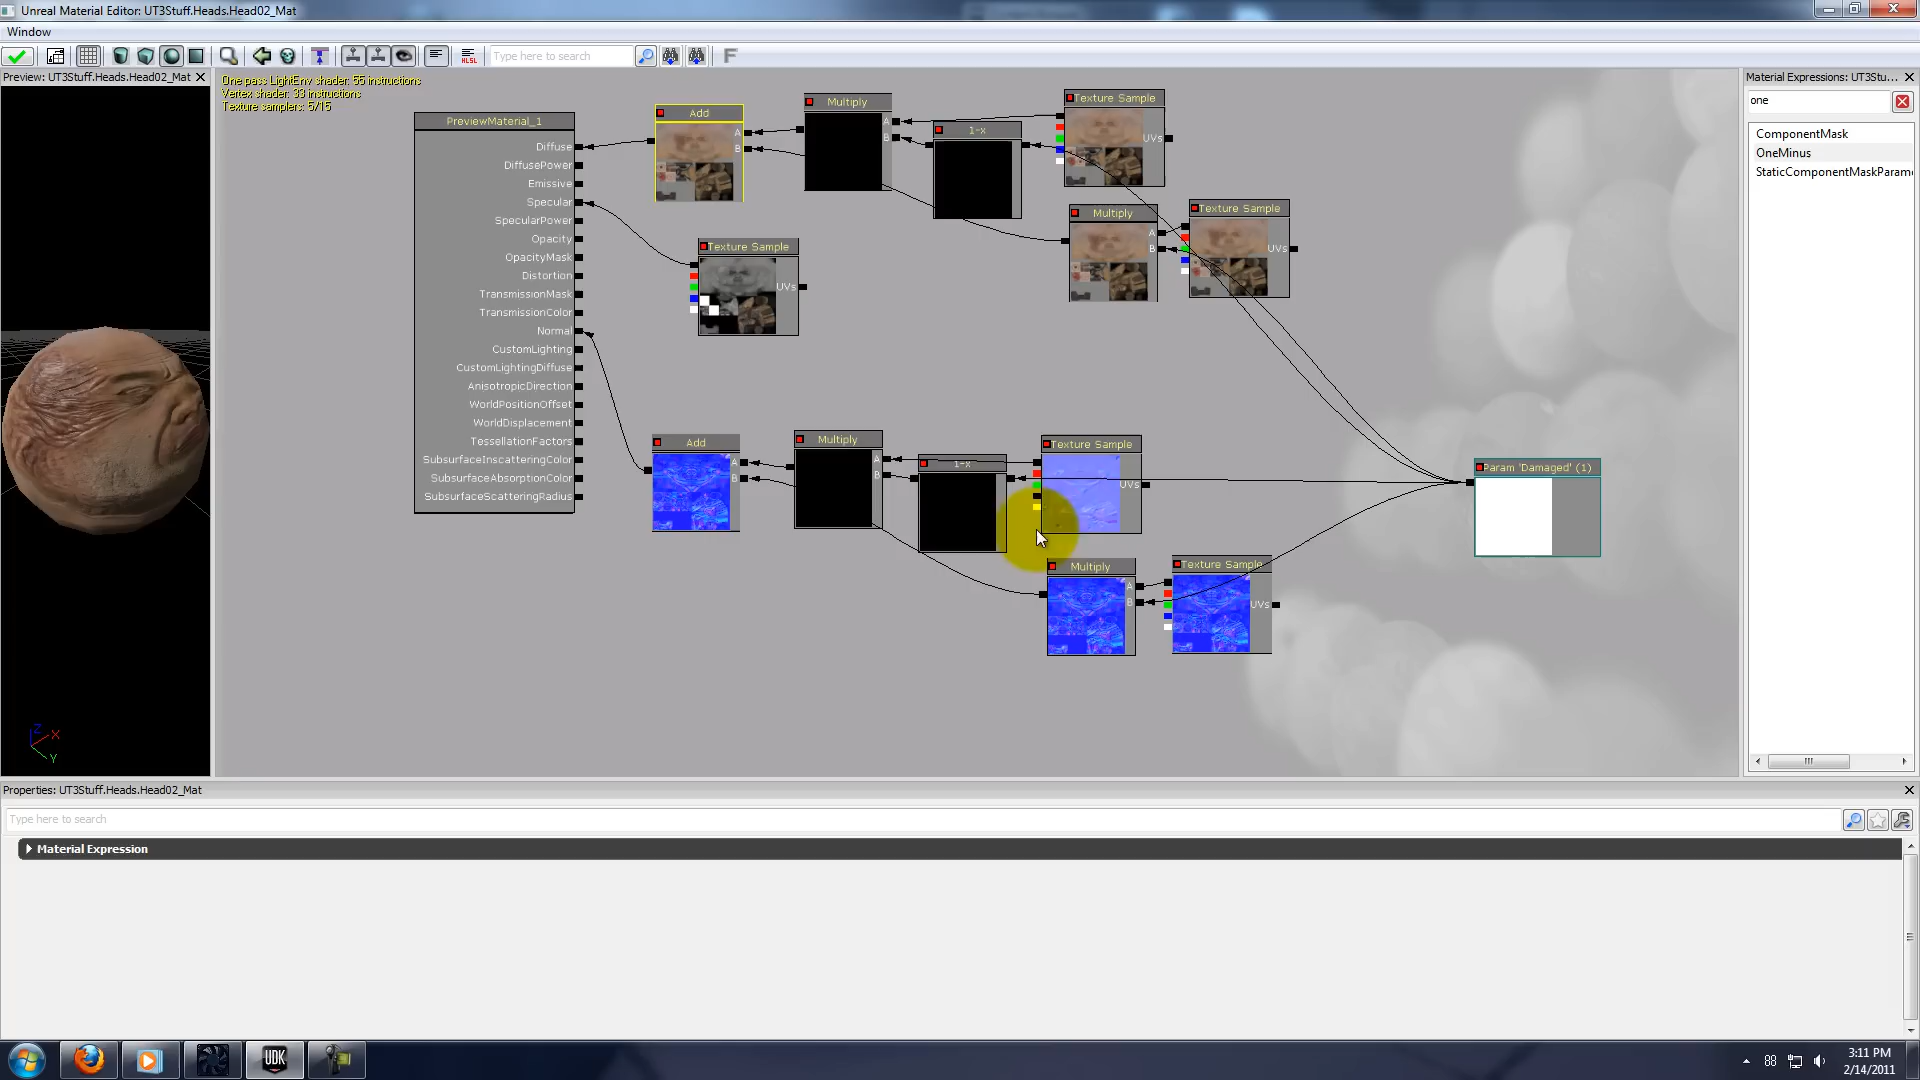 Unreal Material Editor: UT3Stuff.Heads.Head02_Mat
Window
HLSL
Type here to search
F
Preview: UT3Stuff.Heads.Head02_Mat
One pass LightEnv shader: 55 instructions
Vertex shader: 33 instructions
Texture samplers: 5/15
PreviewMaterial_1
Diffuse
DiffusePower
Emissive
Specular
SpecularPower
Opacity
OpacityMask
Distortion
TransmissionMask
TransmissionColor
Normal
CustomLighting
CustomLightingDiffuse
AnisotropicDirection
WorldPositionOffset
WorldDisplacement
TessellationFactors
SubsurfaceInscatteringColor
SubsurfaceAbsorptionColor
SubsurfaceScatteringRadius
Add
A
B
Multiply
A
B
1-x
Texture Sample
UVs
Multiply
A
B
Texture Sample
UVs
Texture Sample
UVs
Add
A
B
Multiply
A
B
1-x
Texture Sample
UVs
Multiply
A
B
Texture Sample
UVs
Param 'Damaged' (1)
Z
X
Y
Material Expressions: UT3Stu...
one
ComponentMask
OneMinus
StaticComponentMaskParame
Properties: UT3Stuff.Heads.Head02_Mat
Type here to search
Material Expression
UDK
88
3:11 PM
2/14/2011